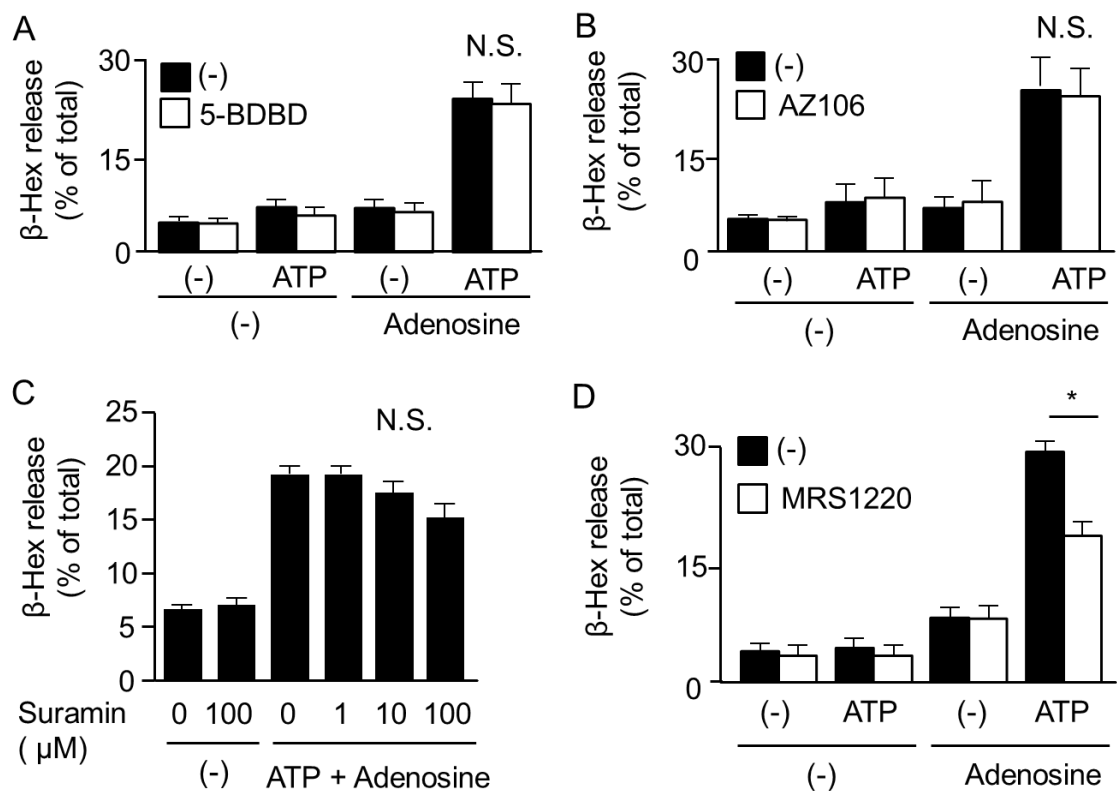 A
β-Hex release
(% of total)
30
15
0
(-)
5-BDBD
N.S.
(-) ATP (-) ATP
(-) Adenosine
B
β-Hex release
(% of total)
30
15
0
(-)
AZ106
N.S.
(-) ATP (-) ATP
(-) Adenosine
C
β-Hex release
(% of total)
25
20
15
10
5
0
N.S.
Suramin 0 100 0 1 10 100
( μM)
(-) ATP + Adenosine
D
β-Hex release
(% of total)
30
15
0
(-)
MRS1220
*
(-) ATP (-) ATP
(-) Adenosine